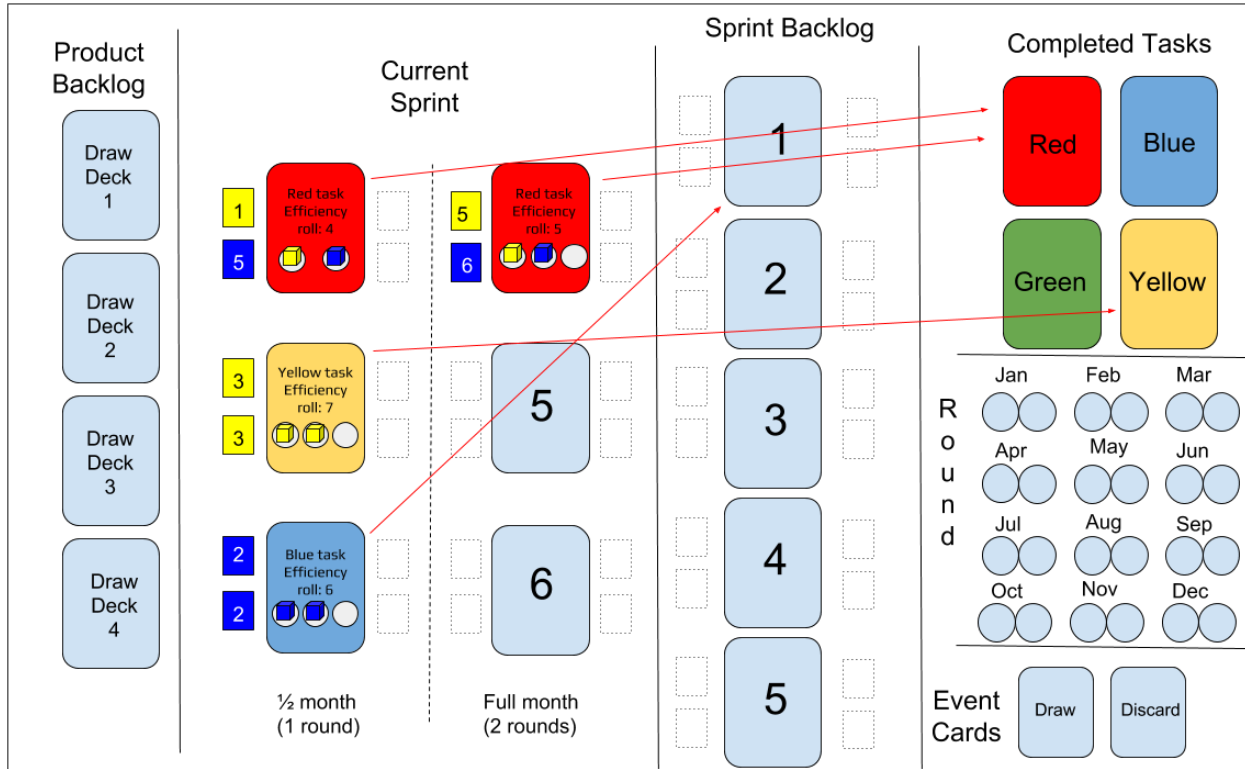 Product
Backlog
Draw
Deck
1
Draw
Deck
2
Draw
Deck
3
Draw
Deck
4
Current
Sprint
1
5
Red task
Efficiency
roll: 4
5
6
Red task
Efficiency
roll: 5
3
3
Yellow task
Efficiency
roll: 7
5
2
2
Blue task
Efficiency
roll: 6
6
½ month
(1 round)
Full month
(2 rounds)
Sprint Backlog
1
2
3
4
5
Completed Tasks
Red
Blue
Green
Yellow
Round
Jan Feb Mar
Apr May Jun
Jul Aug Sep
Oct Nov Dec
Event
Cards
Draw
Discard